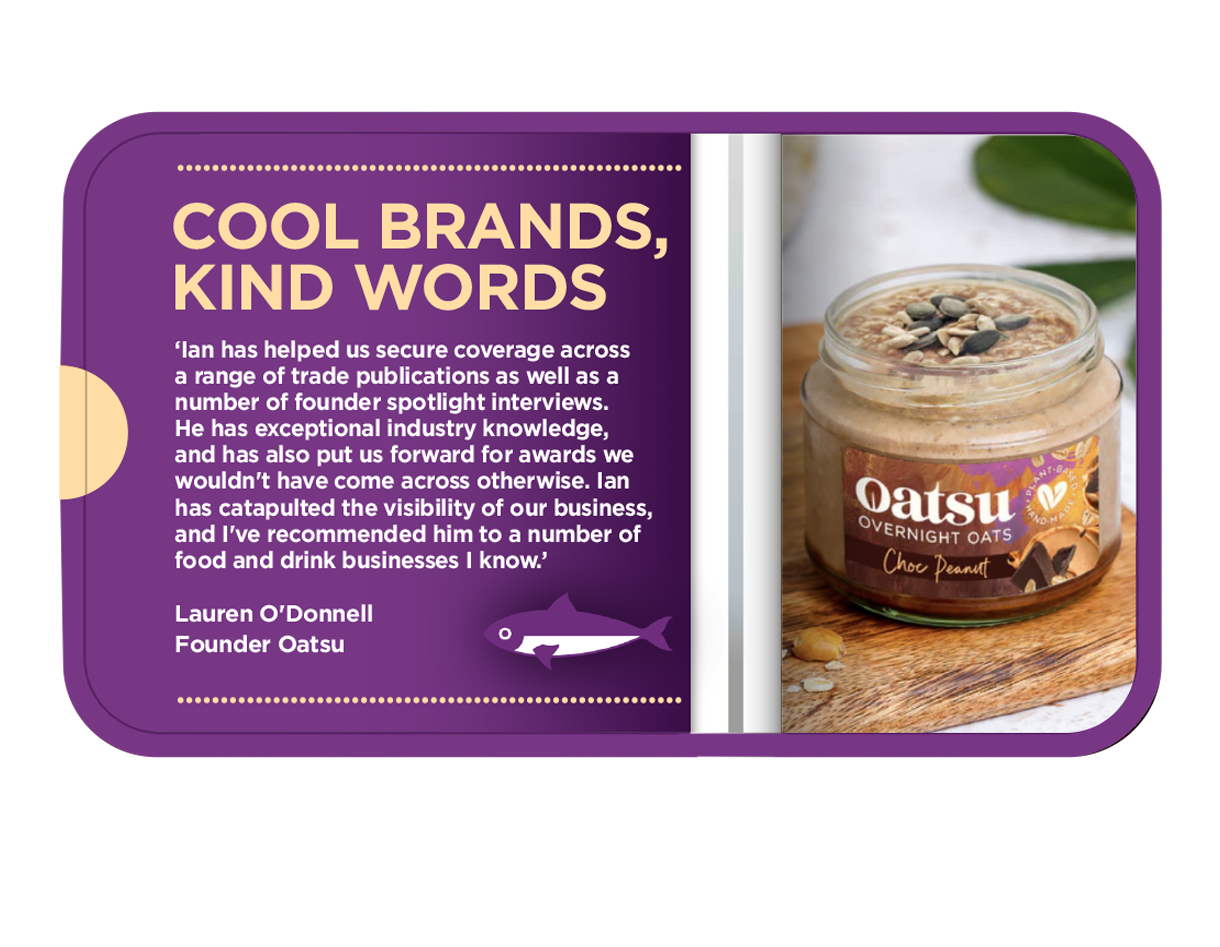 COOL BRANDS,
KIND WORDS
‘Ian has helped us secure coverage across
a range of trade publications as well as a
number of founder spotlight interviews.
He has exceptional industry knowledge,
and has also put us forward for awards we
wouldn't have come across otherwise. Ian
has catapulted the visibility of our business,
and I've recommended him to a number of
food and drink businesses I know.’
Lauren O'Donnell
Founder Oatsu
Oatsu
OVERNIGHT OATS
Choc Peanut
PLANT-BASED
HAND-MADE